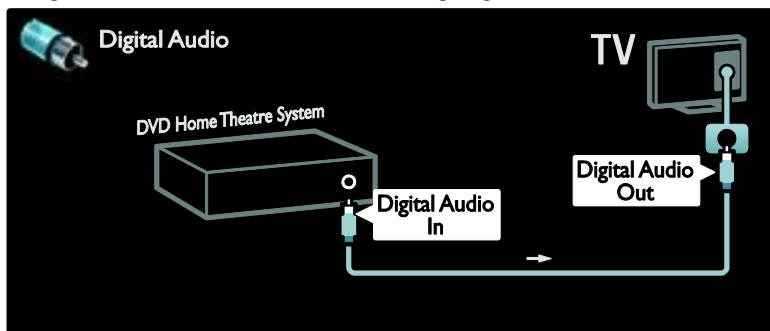 Digital Audio
TV
DVD Home Theatre System
Digital Audio
In
Digital Audio
Out